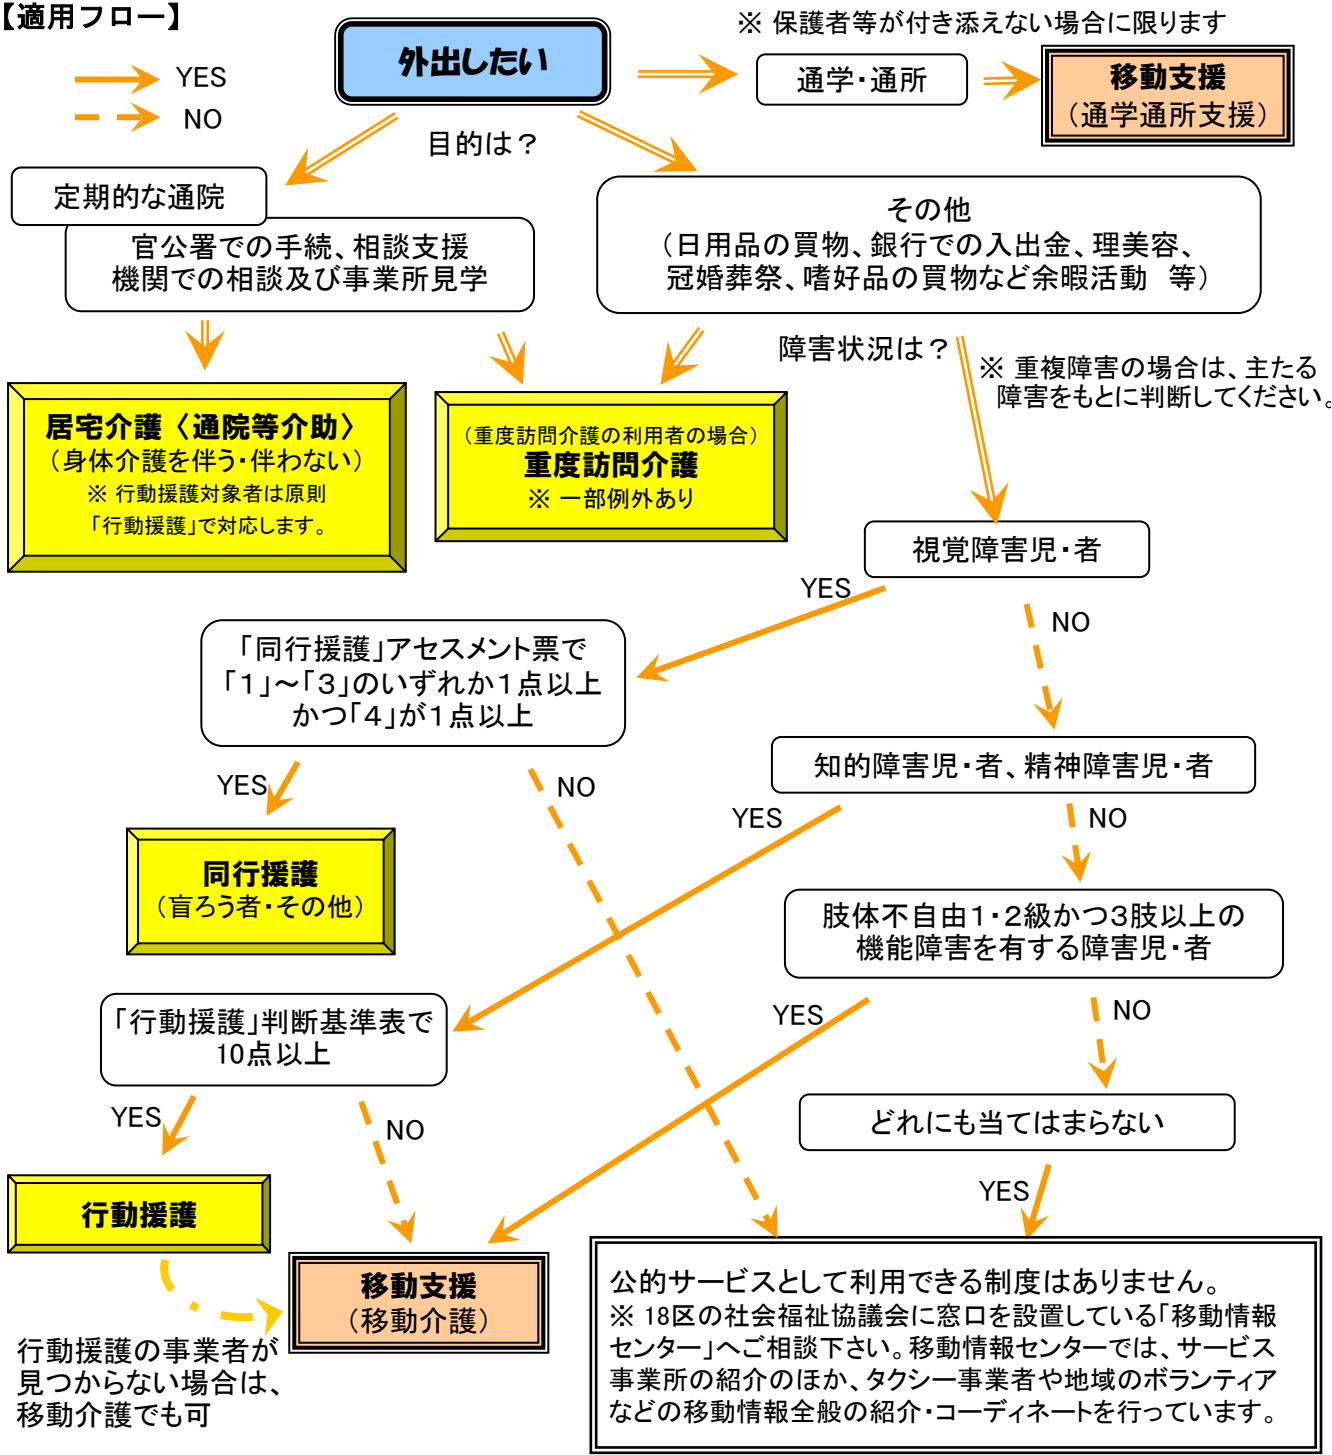 【適用フロー】
※ 保護者等が付き添えない場合に限ります
YES
NO
外出したい
通学・通所
移動支援
（通学通所支援）
目的は？
定期的な通院
官公署での手続、相談支援
機関での相談及び事業所見学
その他
（日用品の買物、銀行での入出金、理美容、
冠婚葬祭、嗜好品の買物など余暇活動　等）
障害状況は？
※ 重複障害の場合は、主たる
障害をもとに判断してください。
居宅介護〈通院等介助〉
（身体介護を伴う・伴わない）
※ 行動援護対象者は原則
「行動援護」で対応します。
（重度訪問介護の利用者の場合）
重度訪問介護
※ 一部例外あり
視覚障害児・者
YES
NO
「同行援護」アセスメント票で
「１」～「３」のいずれか１点以上
かつ「４」が１点以上
知的障害児・者、精神障害児・者
YES
NO
YES
NO
同行援護
（盲ろう者・その他）
肢体不自由１・２級かつ３肢以上の
機能障害を有する障害児・者
「行動援護」判断基準表で
10点以上
YES
NO
YES
NO
どれにも当てはまらない
YES
行動援護
移動支援
（移動介護）
行動援護の事業者が
見つからない場合は、
移動介護でも可
公的サービスとして利用できる制度はありません。
※ 18区の社会福祉協議会に窓口を設置している「移動情報
センター」へご相談下さい。移動情報センターでは、サービス
事業所の紹介のほか、タクシー事業者や地域のボランティア
などの移動情報全般の紹介・コーディネートを行っています。